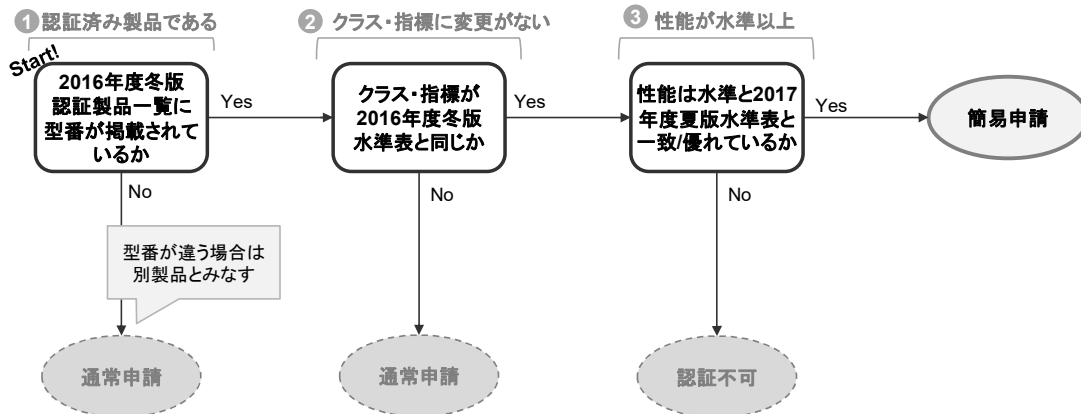 1 認証済み製品である
2 クラス・指標に変更がない
3 性能が水準以上
Start!
2016年度冬版
認証製品一覧に
型番が掲載されて
いるか
Yes
クラス・指標が
2016年度冬版
水準表と同じか
Yes
性能は水準と2017
年度夏版水準表と
一致/優れているか
Yes
簡易申請
No
No
No
型番が違う場合は
別製品とみなす
通常申請
通常申請
認証不可